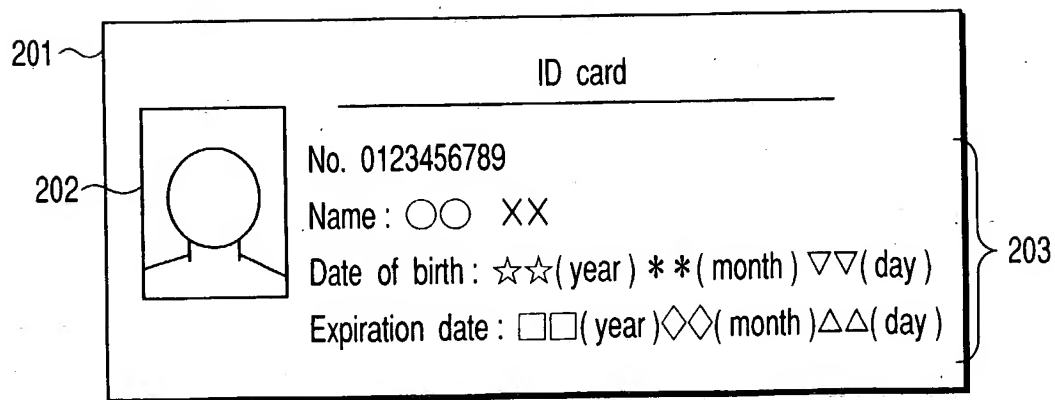 201
ID card
202
No. 0123456789
Name : ○○ XX
Date of birth : ☆☆( year ) **( month ) ▽▽( day )
Expiration date : □□( year )◇◇( month )△△( day )
203